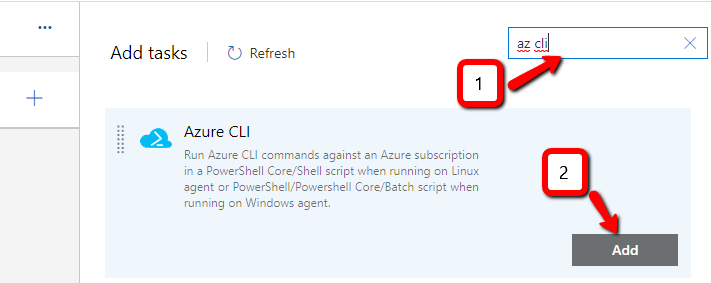 ...
Add tasks
Refresh
az cli
1
Azure CLI
Run Azure CLI commands against an Azure subscription
in a PowerShell Core/Shell script when running on Linux
agent or PowerShell/Powershell Core/Batch script when
running on Windows agent.
2
Add